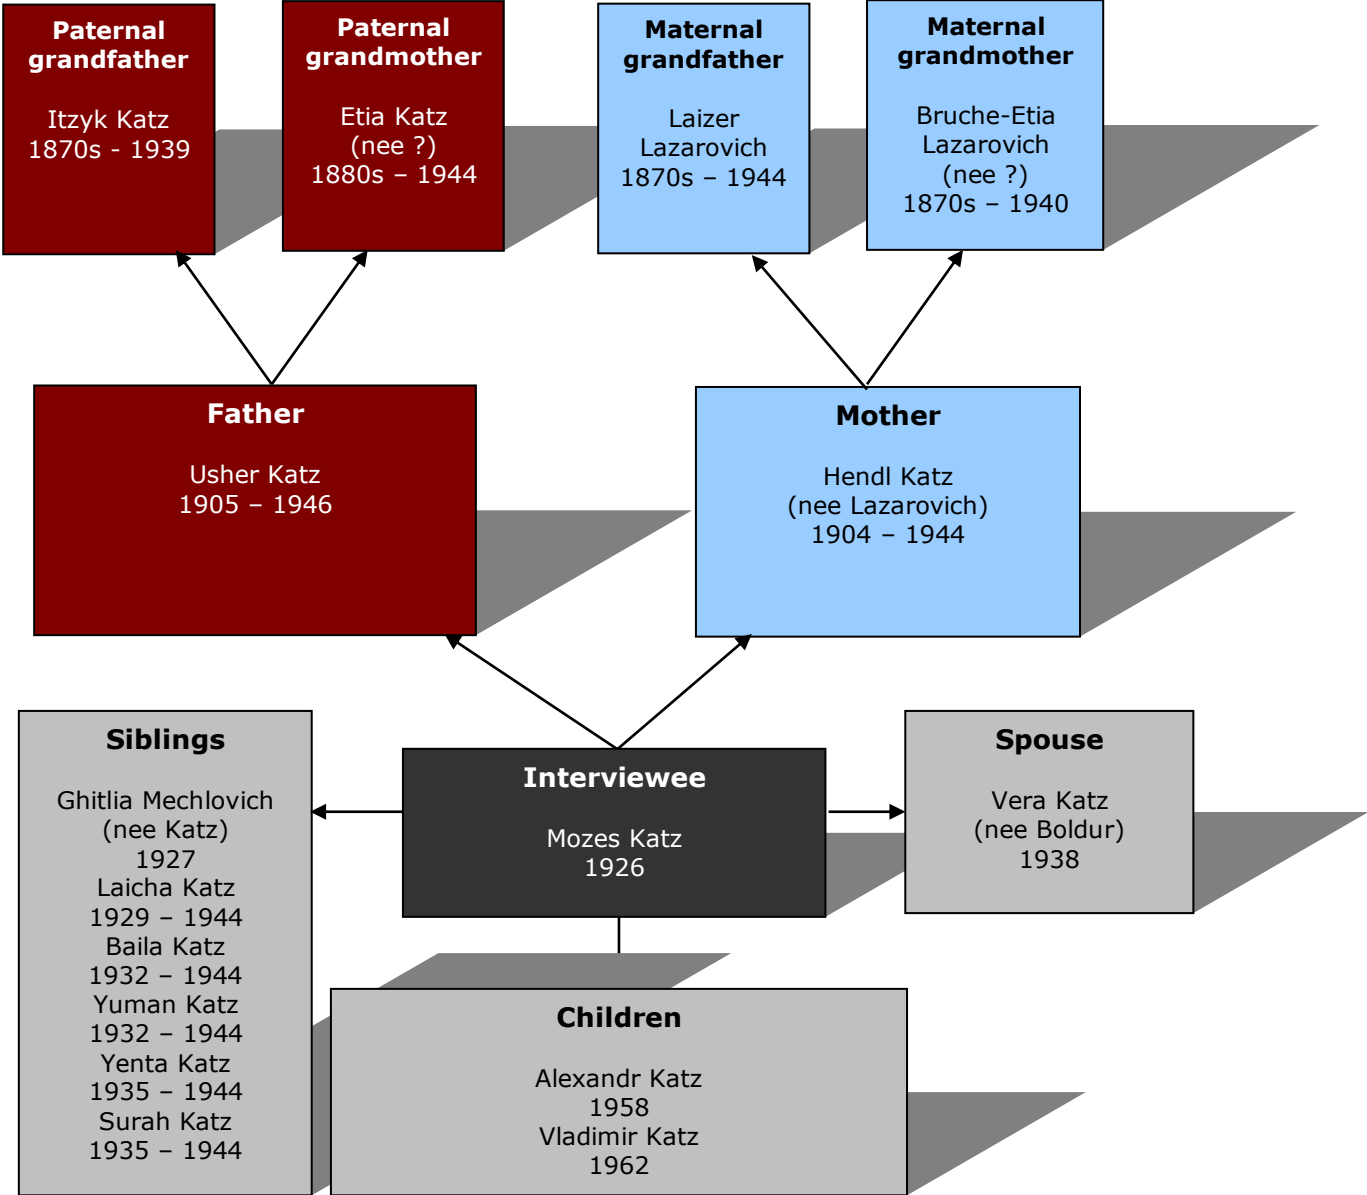 Paternal
grandfather
Itzyk Katz
1870s - 1939
Paternal
grandmother
Etia Katz
(nee ?)
1880s – 1944
Maternal
grandfather
Laizer
Lazarovich
1870s – 1944
Maternal
grandmother
Bruche-Etia
Lazarovich
(nee ?)
1870s – 1940
Father
Usher Katz
1905 – 1946
Mother
Hendl Katz
(nee Lazarovich)
1904 – 1944
Siblings
Ghitlia Mechlovich
(nee Katz)
1927
Laicha Katz
1929 – 1944
Baila Katz
1932 – 1944
Yuman Katz
1932 – 1944
Yenta Katz
1935 – 1944
Surah Katz
1935 – 1944
Interviewee
Mozes Katz
1926
Spouse
Vera Katz
(nee Boldur)
1938
Children
Alexandr Katz
1958
Vladimir Katz
1962